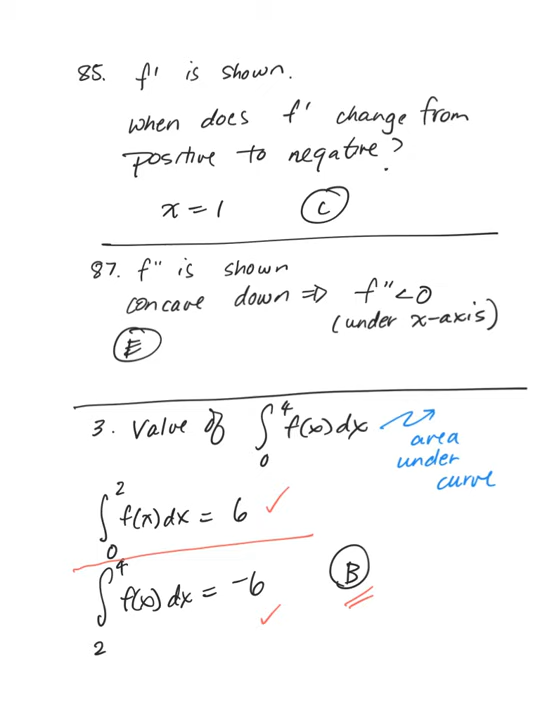 85. f' is shown.
when does f' change from
positive to negative?
x = 1 C
87. f" is shown
concave down ⇒ f" < 0
(under x-axis)
E
3. Value of ∫₀⁴ f(x) dx
area
under
curve
∫₀² f(x) dx = 6 ✓
∫₂⁴ f(x) dx = -6 ✓
B